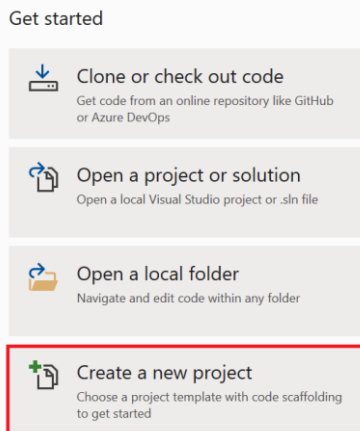 Get started
Clone or check out code
Get code from an online repository like GitHub
or Azure DevOps
Open a project or solution
Open a local Visual Studio project or .sln file
Open a local folder
Navigate and edit code within any folder
Create a new project
Choose a project template with code scaffolding
to get started